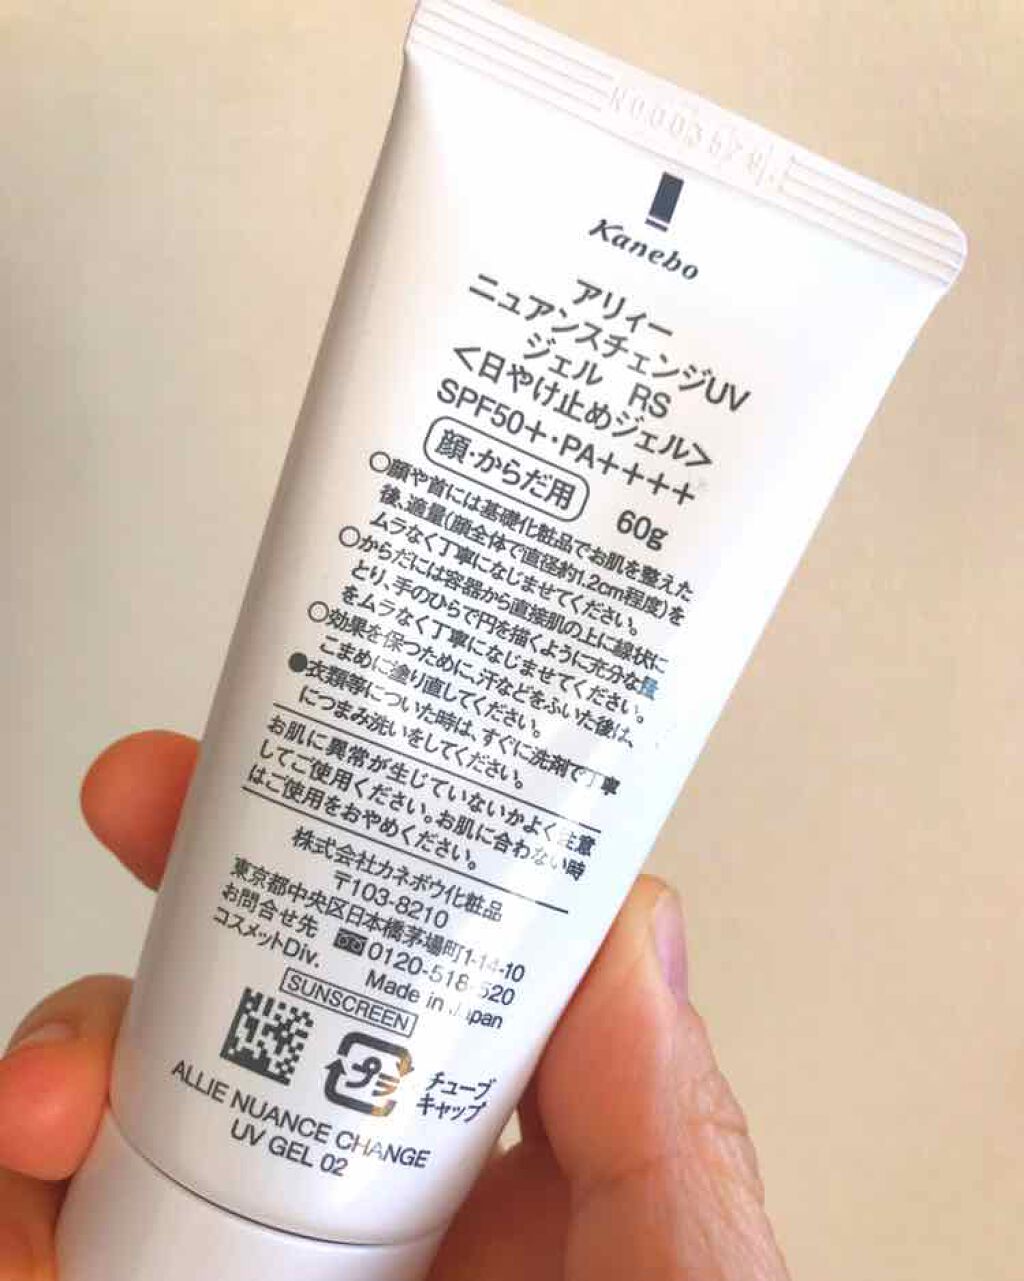 Kanebo
アリィー
ニュアンスチェンジUV
ジェル RS
<日やけ止めジェル>
SPF50+・PA++++
顔・からだ用
60g
○顔や首には基礎化粧品でお肌を整えた
後、適量(顔全体で直径約1.2cm程度)を
ムラなく丁寧になじませてください。
○からだには容器から直接肌の上に線状に
とり、手のひらで円を描くように充分な量
をムラなく丁寧になじませてください。
○効果を保つために、汗などをふいた後は、
こまめに塗り直してください。
●衣類等についた時は、すぐに洗剤で丁寧
につまみ洗いをしてください。
お肌に異常が生じていないかよく注意
してご使用ください。お肌に合わない時
はご使用をおやめください。
株式会社カネボウ化粧品
〒103-8210
東京都中央区日本橋茅場町1-14-10
お問合せ先 0120-518-520
コスメットDiv. Made in Japan
SUNSCREEN
プラ
チューブ
キャップ
ALLIE NUANCE CHANGE
UV GEL 02